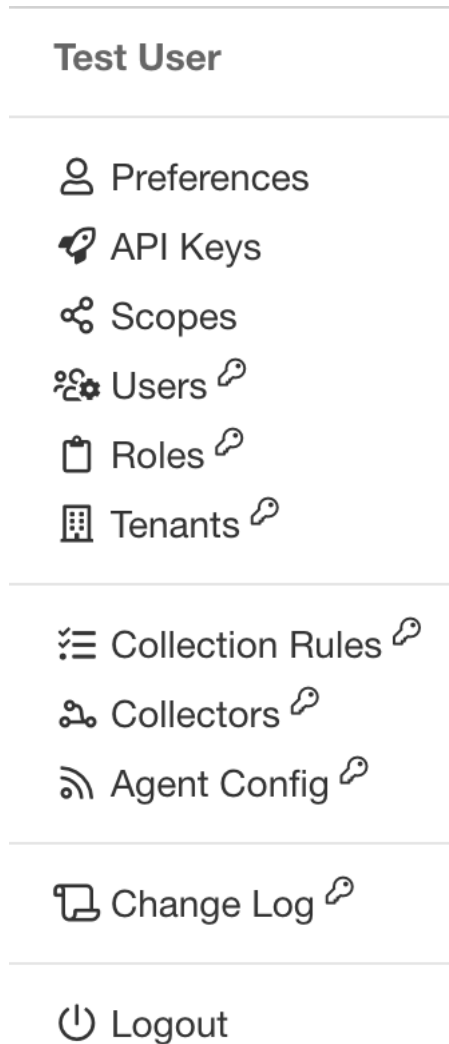 Test User
Preferences
API Keys
Scopes
Users
Roles
Tenants
Collection Rules
Collectors
Agent Config
Change Log
Logout